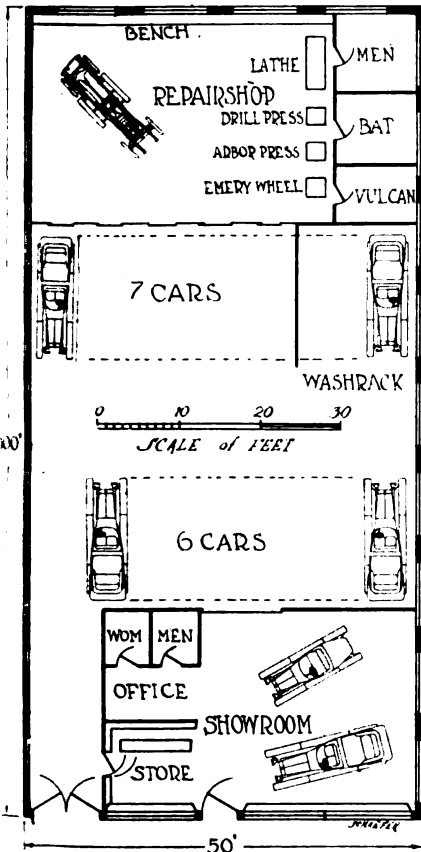 BENCH.
LATHE
MEN
REPAIRSHOP
DRILL PRESS
BAT
ADBOR PRESS
EMERY WHEEL
VULCAN
7 CARS
WASHRACK
0 10 20 30
SCALE of FEET
6 CARS
WOM MEN
OFFICE
SHOWROOM
STORE
50'